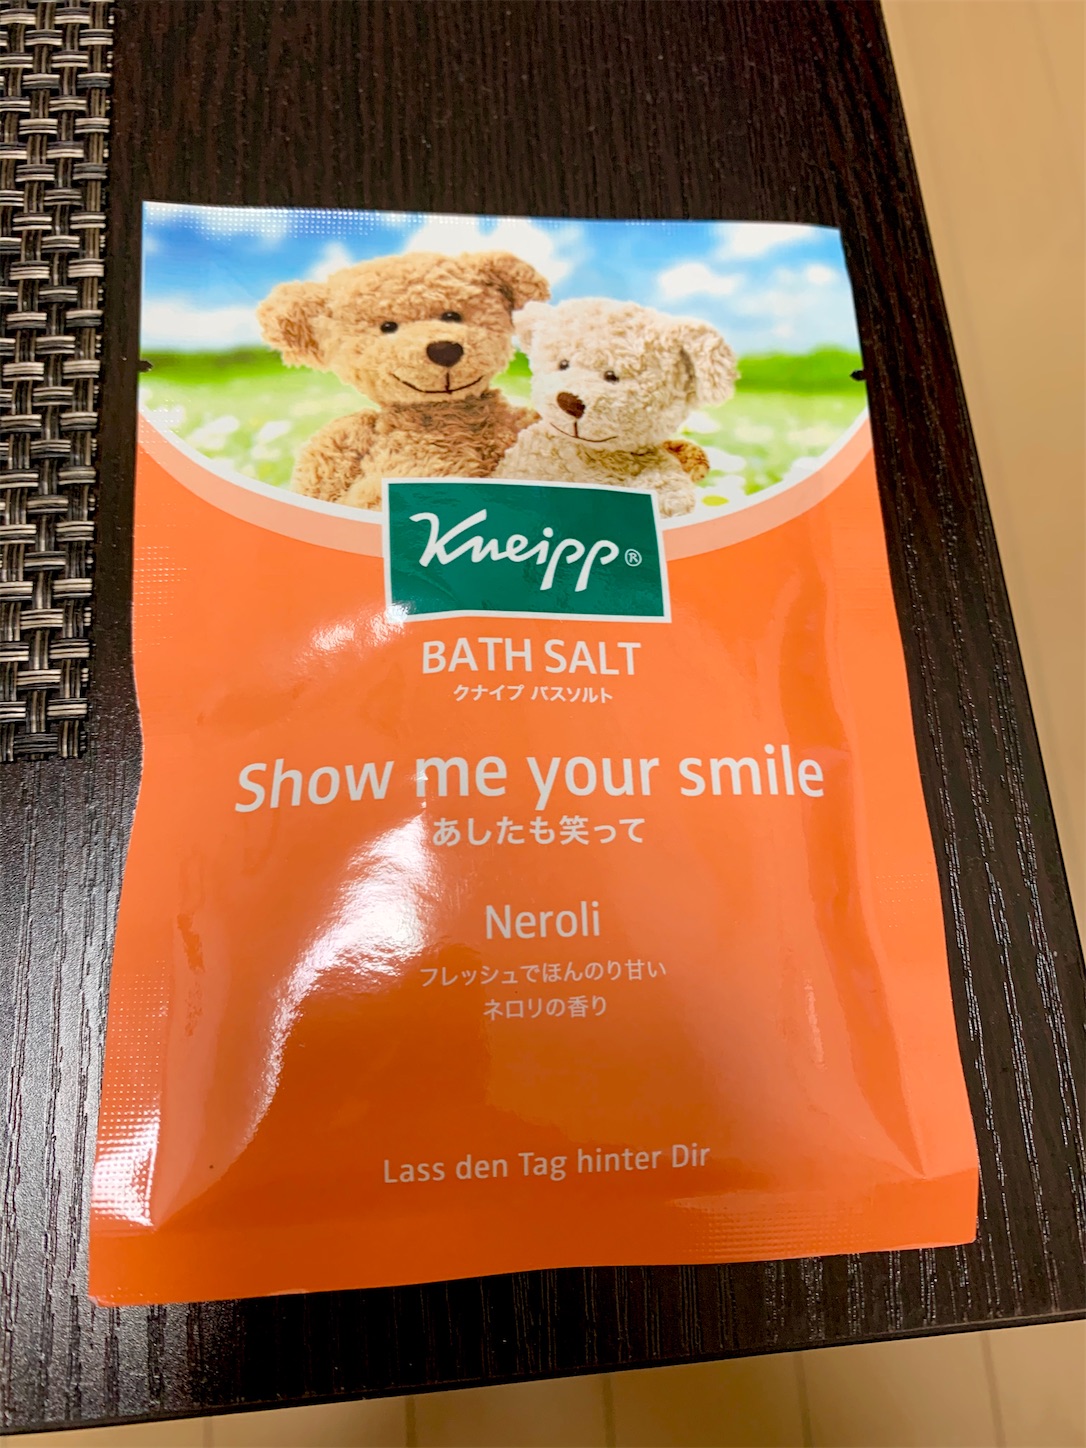 Kneipp®
BATH SALT
クナイプ バスソルト
Show me your smile
あしたも笑って
Neroli
フレッシュでほんのり甘い
ネロリの香り
Lass den Tag hinter Dir